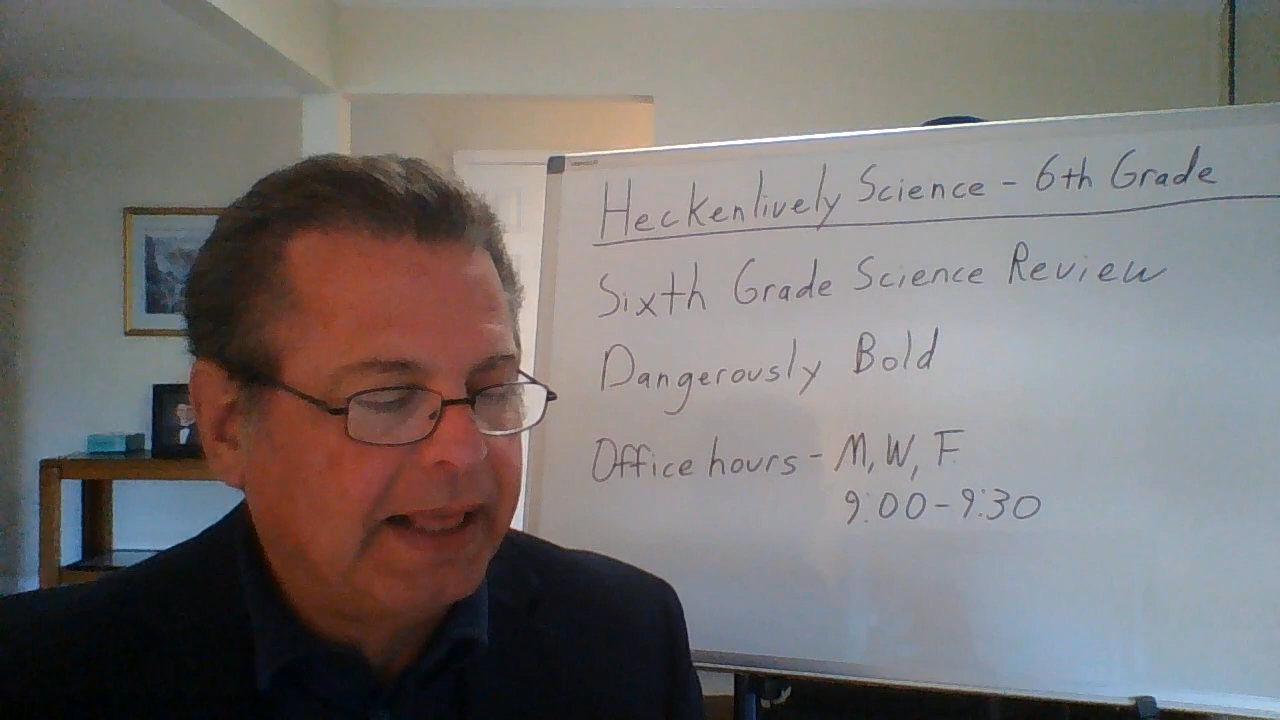 Heckenlively Science - 6th Grade
Sixth Grade Science Review
Dangerously Bold
Office hours - M, W, F
9:00-9:30